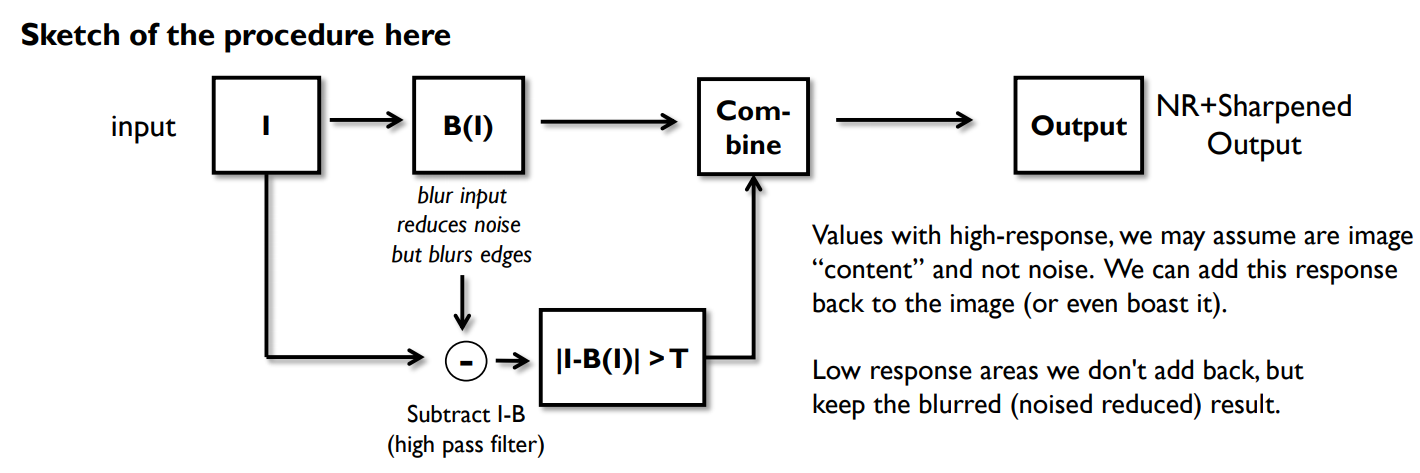 Sketch of the procedure here
input
I
B(I)
Com-
bine
Output
NR+Sharpened
Output
blur input
reduces noise
but blurs edges
-
|I-B(I)| > T
Subtract I-B
(high pass filter)
Values with high-response, we may assume are image
“content” and not noise. We can add this response
back to the image (or even boast it).
Low response areas we don't add back, but
keep the blurred (noised reduced) result.